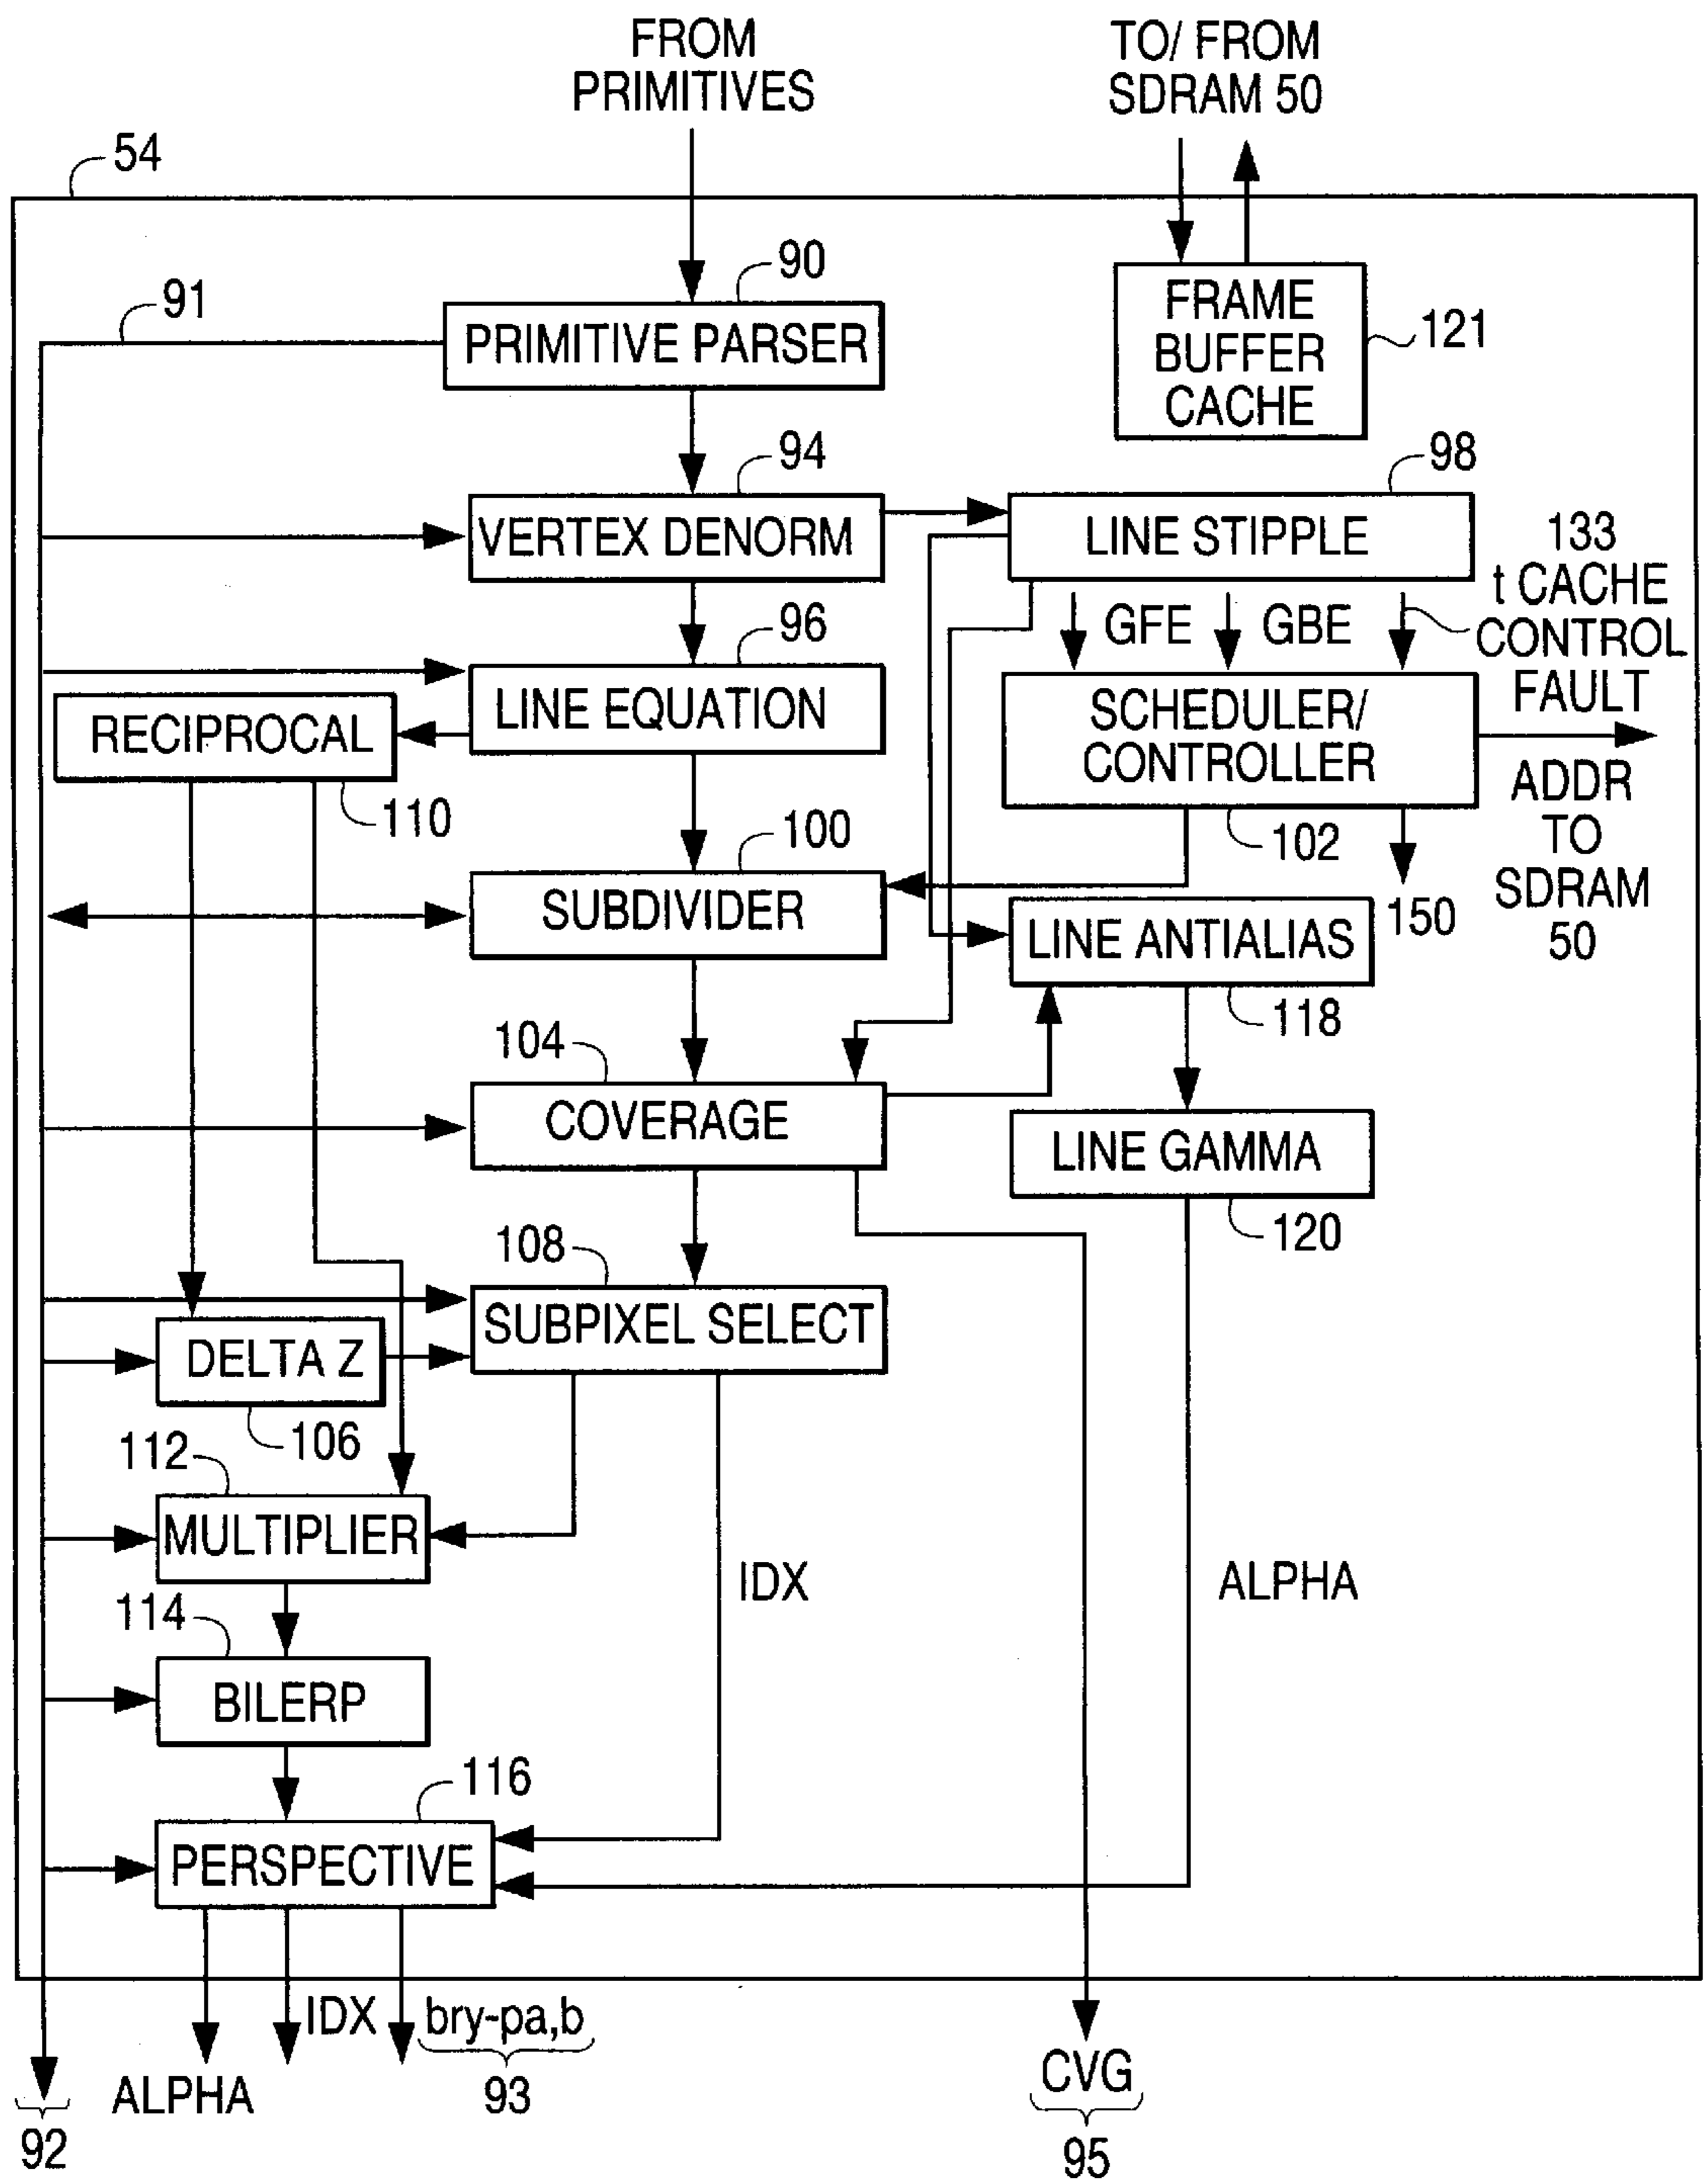 FROM
PRIMITIVES
TO/ FROM
SDRAM 50
54
90
91
PRIMITIVE PARSER
FRAME
BUFFER
CACHE
121
94
98
VERTEX DENORM
LINE STIPPLE
133
t CACHE
CONTROL
FAULT
GFE
GBE
96
LINE EQUATION
RECIPROCAL
110
SCHEDULER/
CONTROLLER
102
ADDR
TO
SDRAM
50
150
100
SUBDIVIDER
LINE ANTIALIAS
118
104
COVERAGE
LINE GAMMA
120
108
SUBPIXEL SELECT
DELTA Z
106
112
MULTIPLIER
IDX
ALPHA
114
BILERP
116
PERSPECTIVE
IDX
bry-pa,b
ALPHA
93
CVG
92
95